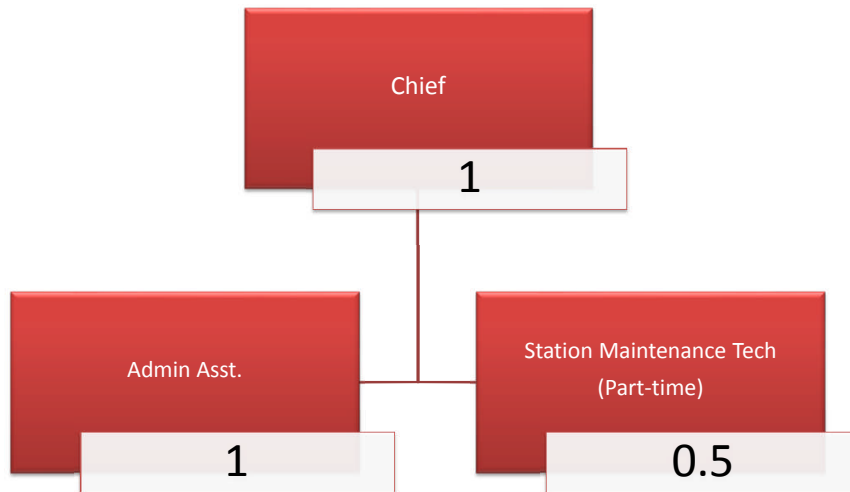 Chief
1
Admin Asst.
1
Station Maintenance Tech
(Part-time)
0.5